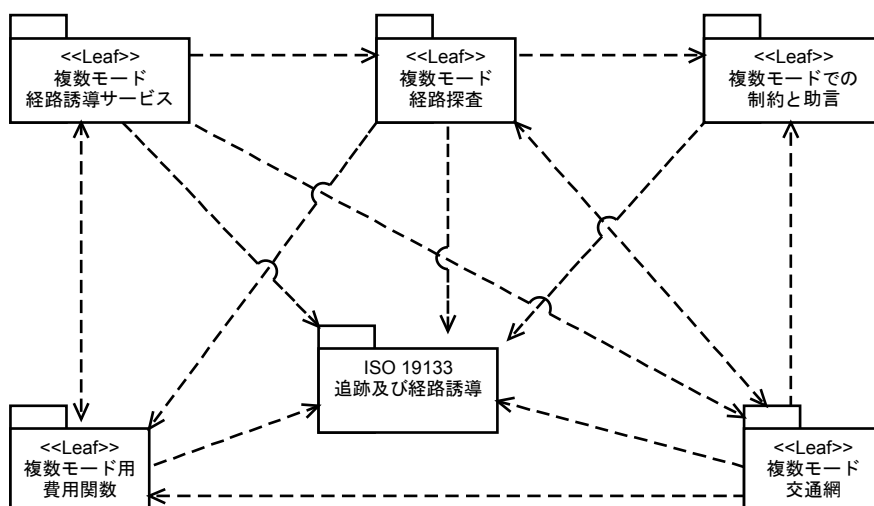 <<Leaf>>
複数モード
経路誘導サービス
<<Leaf>>
複数モード
経路探査
<<Leaf>>
複数モードでの
制約と助言
ISO 19133
追跡及び経路誘導
<<Leaf>>
複数モード用
費用関数
<<Leaf>>
複数モード
交通網